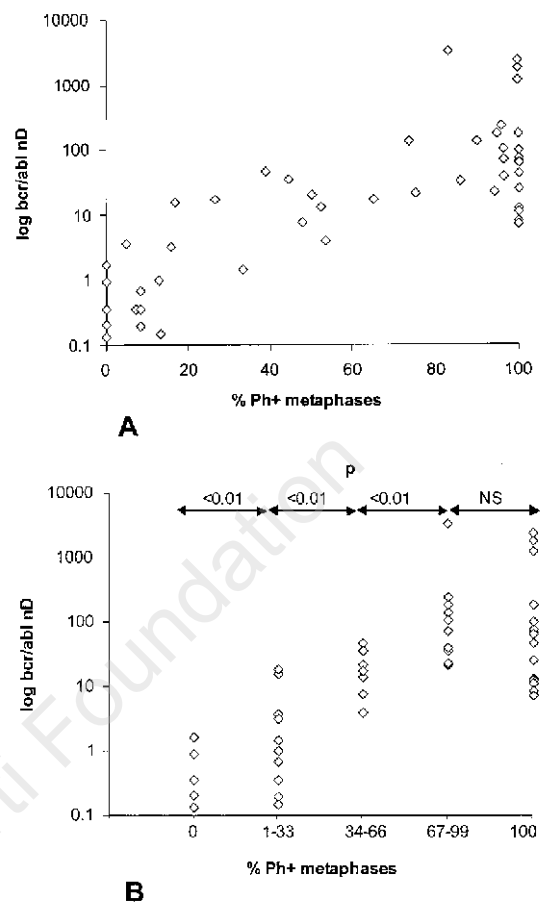 10000
1000
100
10
1
0.1
log bcr/abl nD
0 20 40 60 80 100
% Ph+ metaphases
A
p
<0.01 <0.01 <0.01 NS
10000
1000
100
10
1
0.1
log bcr/abl nD
0 1-33 34-66 67-99 100
% Ph+ metaphases
B
ti Foundation